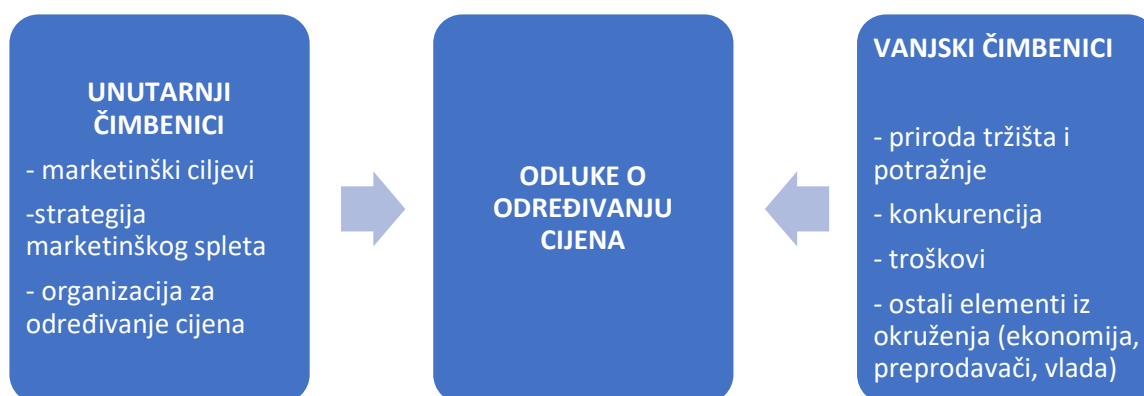 UNUTARNJI
ČIMBENICI
- marketinški ciljevi
-strategija
marketinškog spleta
- organizacija za
određivanje cijena
ODLUKE O
ODREĐIVANJU
CIJENA
VANJSKI ČIMBENICI
- priroda tržišta i
potražnje
- konkurencija
- troškovi
- ostali elementi iz
okruženja (ekonomija,
preprodavači, vlada)